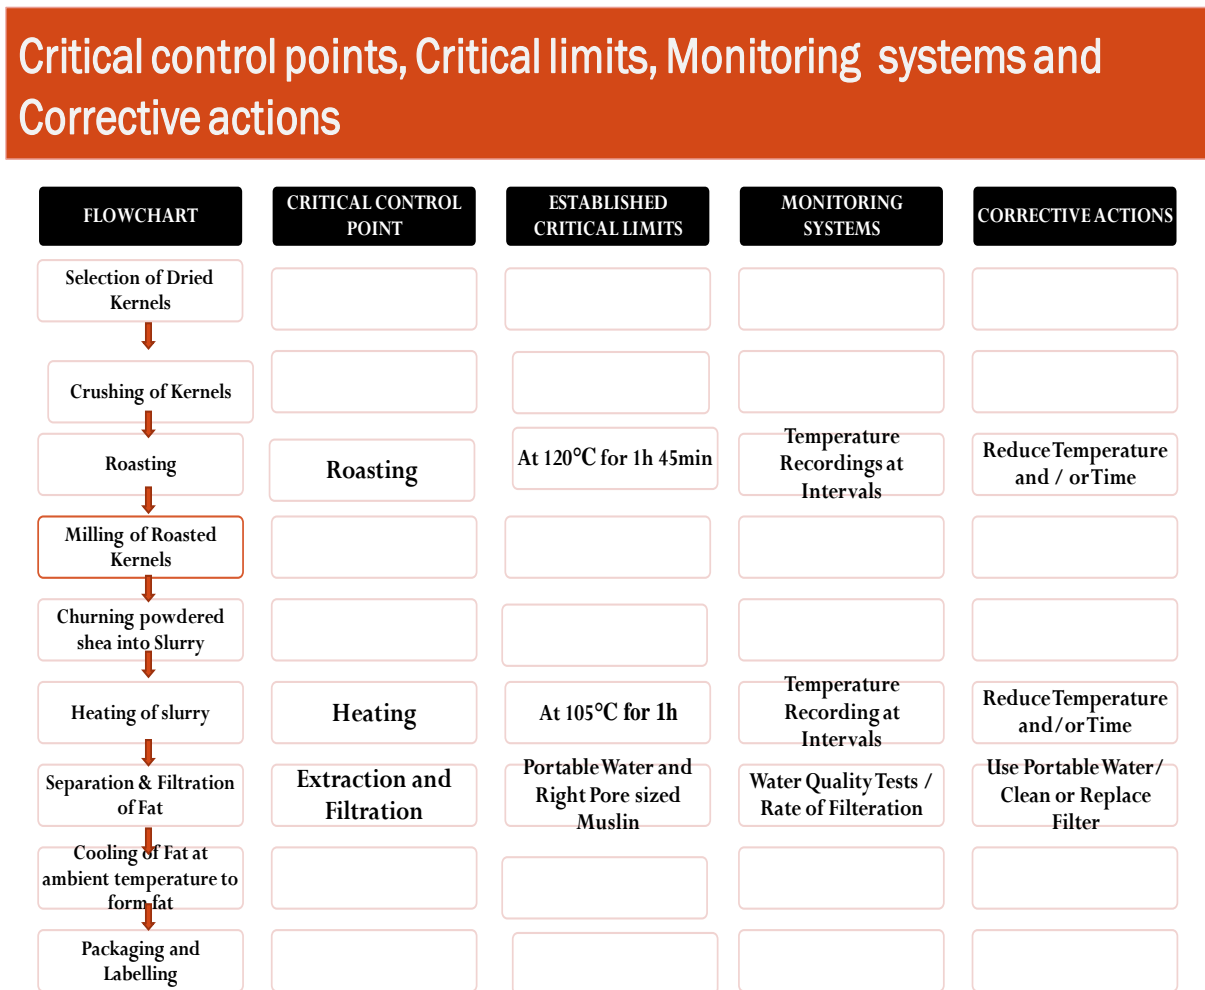 Critical control points, Critical limits, Monitoring systems and
Corrective actions
FLOWCHART
CRITICAL CONTROL
POINT
ESTABLISHED
CRITICAL LIMITS
MONITORING
SYSTEMS
CORRECTIVE ACTIONS
Selection of Dried
Kernels
Crushing of Kernels
Roasting
Roasting
At 120°C for 1h 45min
Temperature
Recordings at
Intervals
Reduce Temperature
and / or Time
Milling of Roasted
Kernels
Churning powdered
shea into Slurry
Heating of slurry
Heating
At 105°C for 1h
Temperature
Recording at
Intervals
Reduce Temperature
and/or Time
Separation & Filtration
of Fat
Extraction and
Filtration
Portable Water and
Right Pore sized
Muslin
Water Quality Tests /
Rate of Filteration
Use Portable Water/
Clean or Replace
Filter
Cooling of Fat at
ambient temperature to
form fat
Packaging and
Labelling